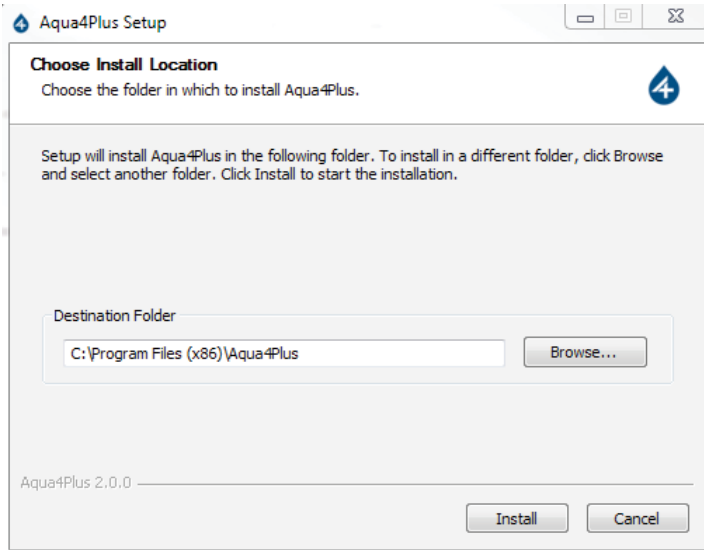 Aqua4Plus Setup
Choose Install Location
Choose the folder in which to install Aqua4Plus.
4
Setup will install Aqua4Plus in the following folder. To install in a different folder, click Browse
and select another folder. Click Install to start the installation.
Destination Folder
C:\Program Files (x86)\Aqua4Plus
Browse...
Aqua4Plus 2.0.0
Install
Cancel